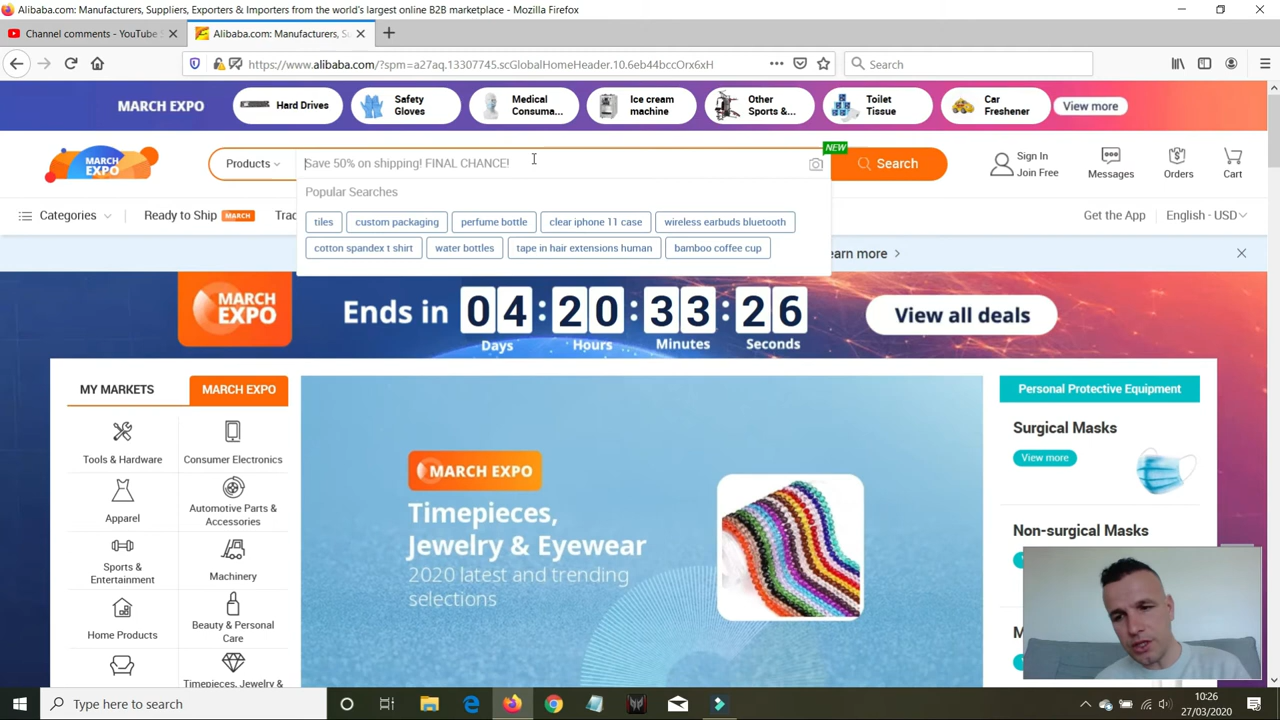 Alibaba.com: Manufacturers, Suppliers, Exporters & Importers from the world's largest online B2B marketplace - Mozilla Firefox
Channel comments - YouTube
Alibaba.com: Manufacturers, Su
https://www.alibaba.com/?spm=a27aq.13307745.scGlobalHomeHeader.10.6eb44bccOrx6xH
Search
MARCH EXPO
Hard Drives
Safety Gloves
Medical Consuma...
Ice cream machine
Other Sports &...
Toilet Tissue
Car Freshener
View more
MARCH EXPO
Products
Save 50% on shipping! FINAL CHANCE!
NEW
Search
Sign In
Join Free
Messages
Orders
Cart
Popular Searches
tiles
custom packaging
perfume bottle
clear iphone 11 case
wireless earbuds bluetooth
cotton spandex t shirt
water bottles
tape in hair extensions human
bamboo coffee cup
Categories
Ready to Ship
MARCH
Trac
Get the App
English - USD
earn more
MARCH EXPO
Ends in
04:20:33:26
Days
Hours
Minutes
Seconds
View all deals
MY MARKETS
MARCH EXPO
Tools & Hardware
Consumer Electronics
Apparel
Automotive Parts & Accessories
Sports & Entertainment
Machinery
Home Products
Beauty & Personal Care
Timepieces, Jewelry &
MARCH EXPO
Timepieces,
Jewelry & Eyewear
2020 latest and trending
selections
Personal Protective Equipment
Surgical Masks
View more
Non-surgical Masks
Type here to search
10:26
27/03/2020